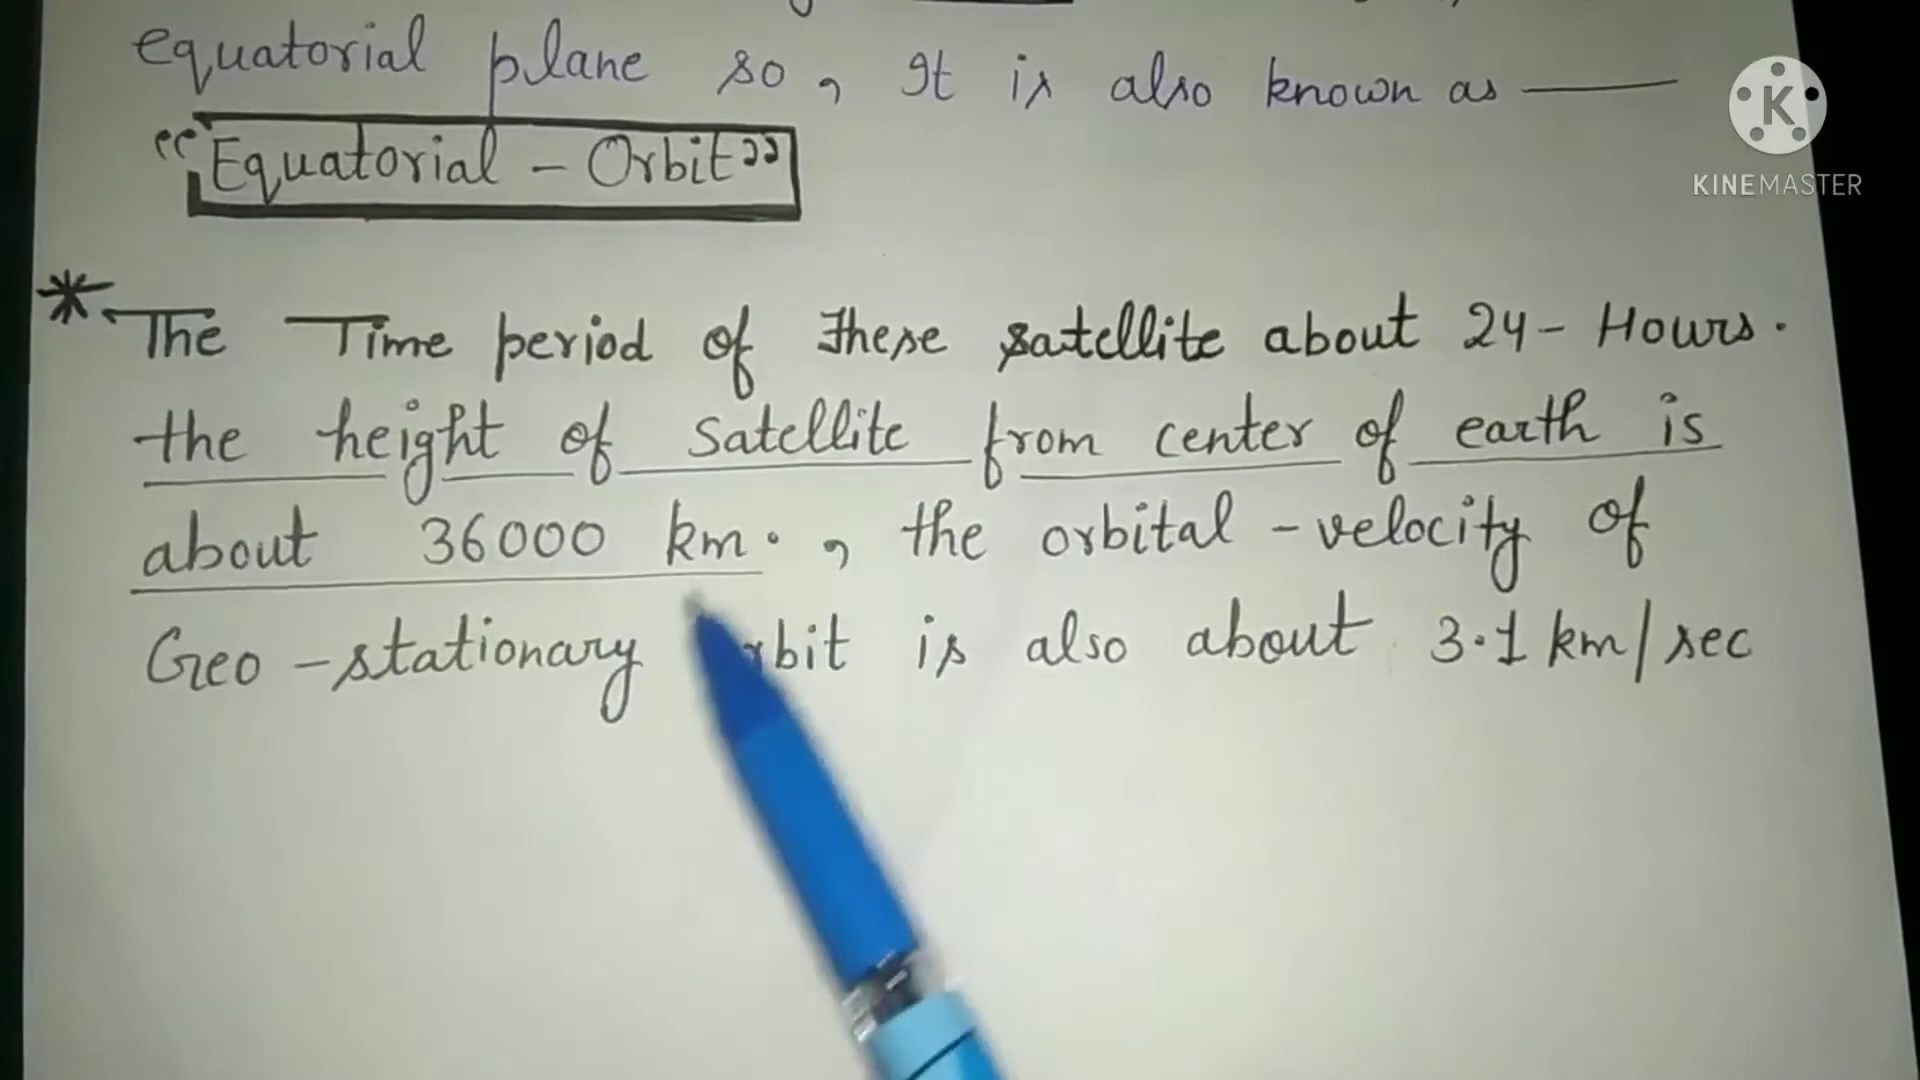 equatorial plane so, It is also known as —
"Equatorial - Orbit"
* The Time period of these satellite about 24 - Hours.
the height of satellite from center of earth is
about 36000 km. , the orbital - velocity of
Geo - stationary orbit is also about 3.1 km/sec
K
KINEMASTER